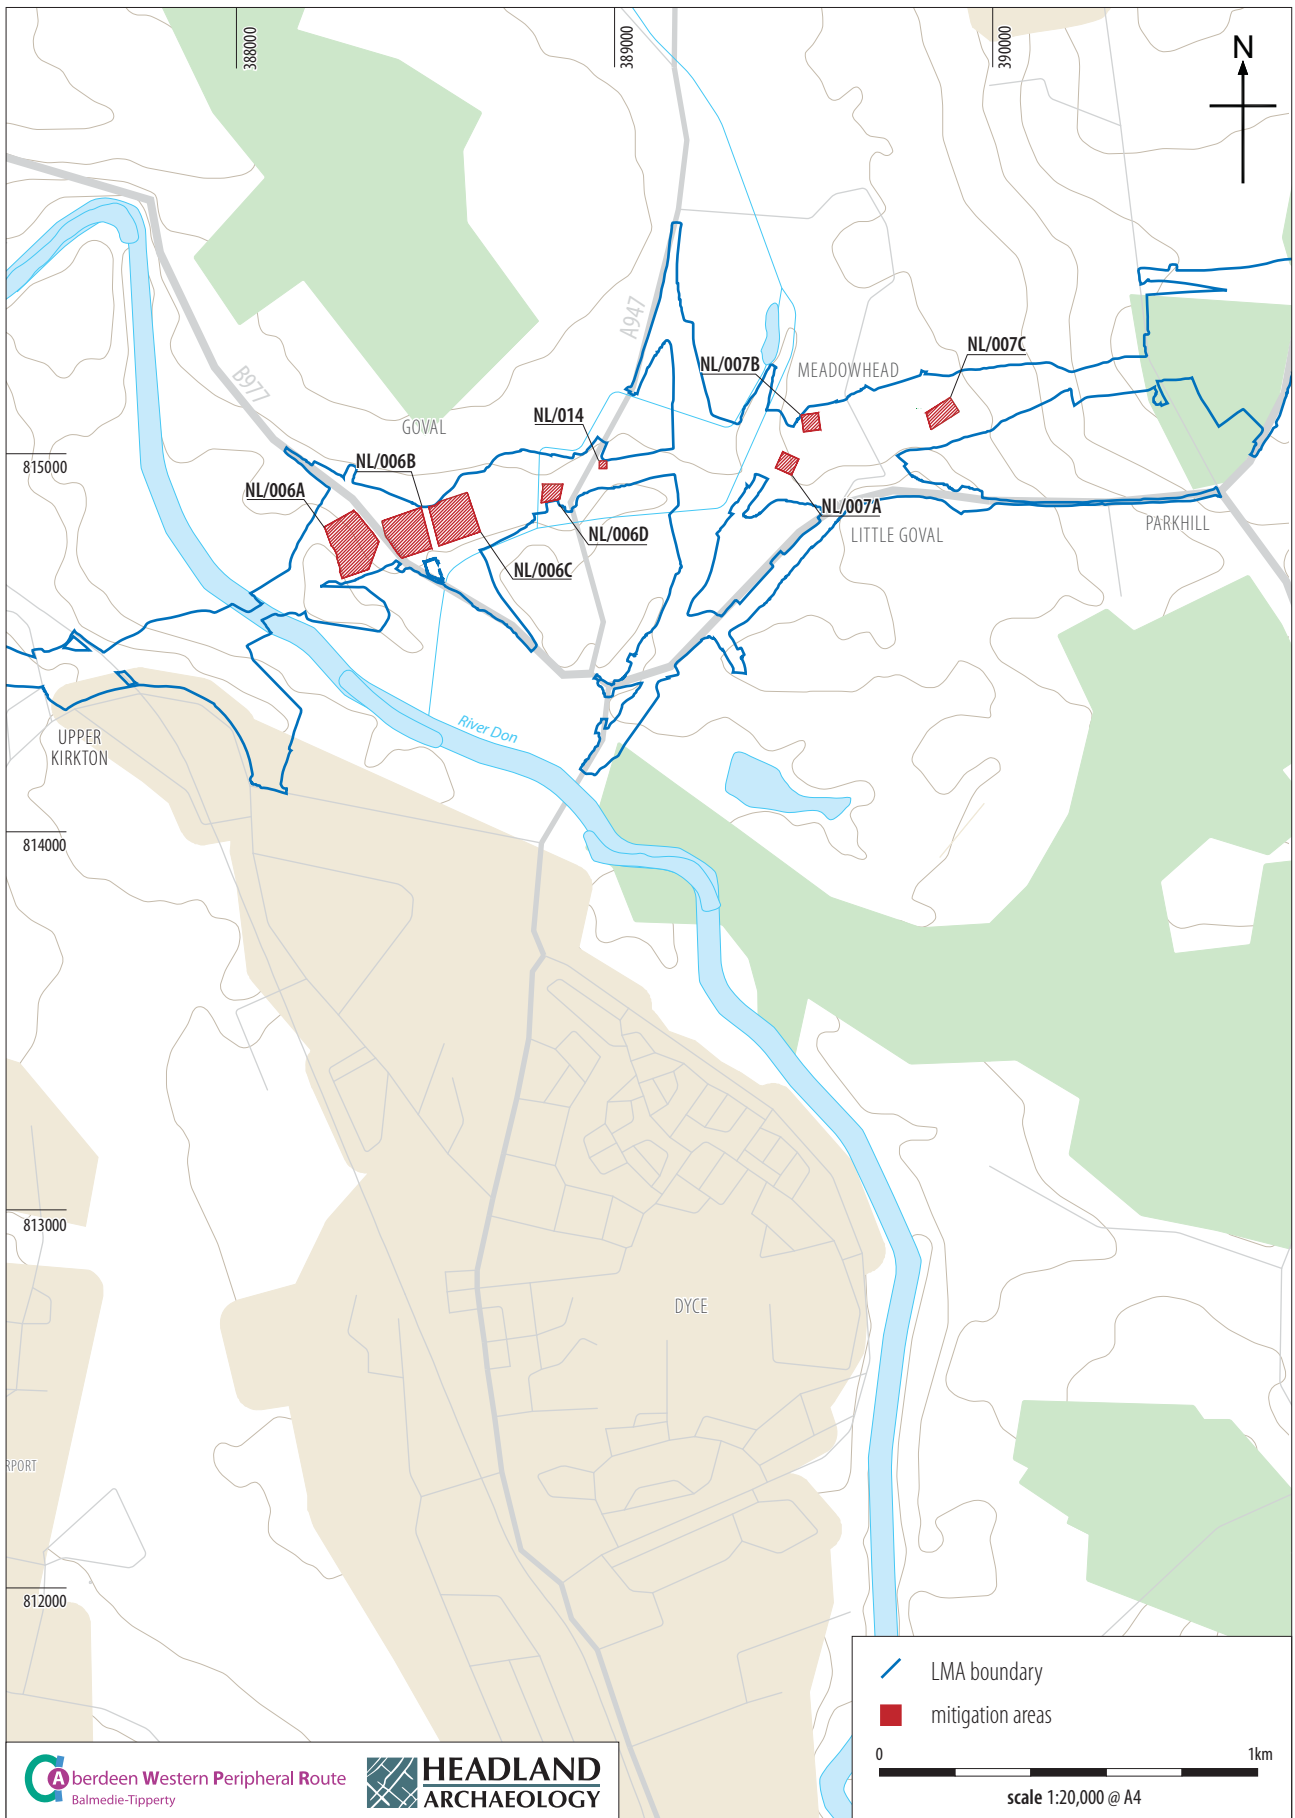 388000
389000
390000
N
A947
B977
NL/007C
NL/007B
MEADOWHEAD
NL/014
GOVAL
815000
NL/006B
NL/006A
NL/007A
NL/006D
LITTLE GOVAL
PARKHILL
NL/006C
River Don
UPPER
KIRKTON
814000
813000
DYCE
RPORT
812000
LMA boundary
mitigation areas
0 1km
scale 1:20,000 @ A4
Aberdeen Western Peripheral Route
Balmedie-Tipperty
HEADLAND
ARCHAEOLOGY